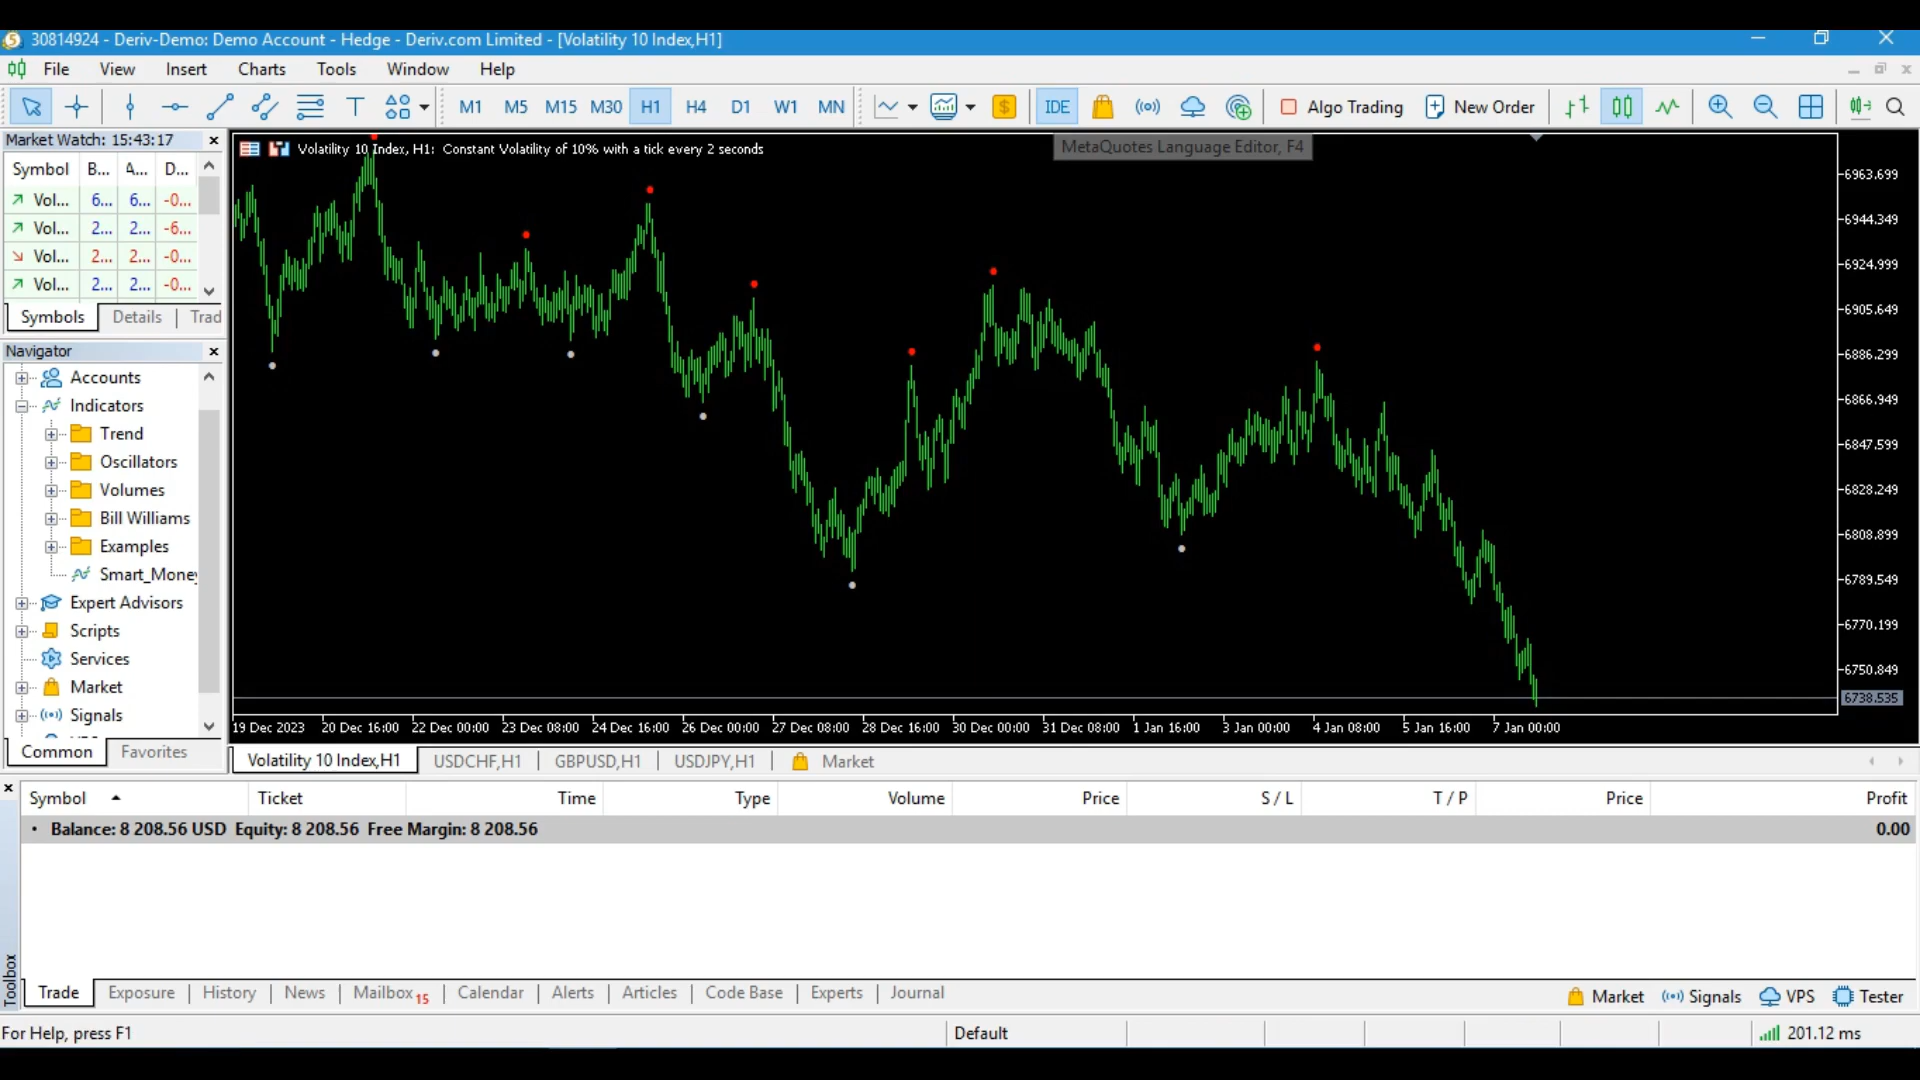 30814924 - Deriv-Demo: Demo Account - Hedge - Deriv.com Limited - [Volatility 10 Index,H1]
File View Insert Charts Tools Window Help
M1 M5 M15 M30 H1 H4 D1 W1 MN $ IDE Algo Trading New Order
Market Watch: 15:43:17
Symbol B... A... D...
Vol... 6... 6... -0...
Vol... 2... 2... -6...
Vol... 2... 2... -0...
Vol... 2... 2... -0...
Symbols Details Trad
Navigator
Accounts
Indicators
Trend
Oscillators
Volumes
Bill Williams
Examples
Smart_Money
Expert Advisors
Scripts
Services
Market
Signals
Common Favorites
Volatility 10 Index, H1: Constant Volatility of 10% with a tick every 2 seconds
MetaQuotes Language Editor, F4
6963.699
6944.349
6924.999
6905.649
6886.299
6866.949
6847.599
6828.249
6808.899
6789.549
6770.199
6750.849
6738.535
19 Dec 2023 20 Dec 16:00 22 Dec 00:00 23 Dec 08:00 24 Dec 16:00 26 Dec 00:00 27 Dec 08:00 28 Dec 16:00 30 Dec 00:00 31 Dec 08:00 1 Jan 16:00 3 Jan 00:00 4 Jan 08:00 5 Jan 16:00 7 Jan 00:00
Volatility 10 Index,H1 USDCHF,H1 GBPUSD,H1 USDJPY,H1 Market
Symbol Ticket Time Type Volume Price S / L T / P Price Profit
Balance: 8 208.56 USD Equity: 8 208.56 Free Margin: 8 208.56 0.00
Toolbox
Trade Exposure History News Mailbox 15 Calendar Alerts Articles Code Base Experts Journal
Market Signals VPS Tester
For Help, press F1 Default 201.12 ms